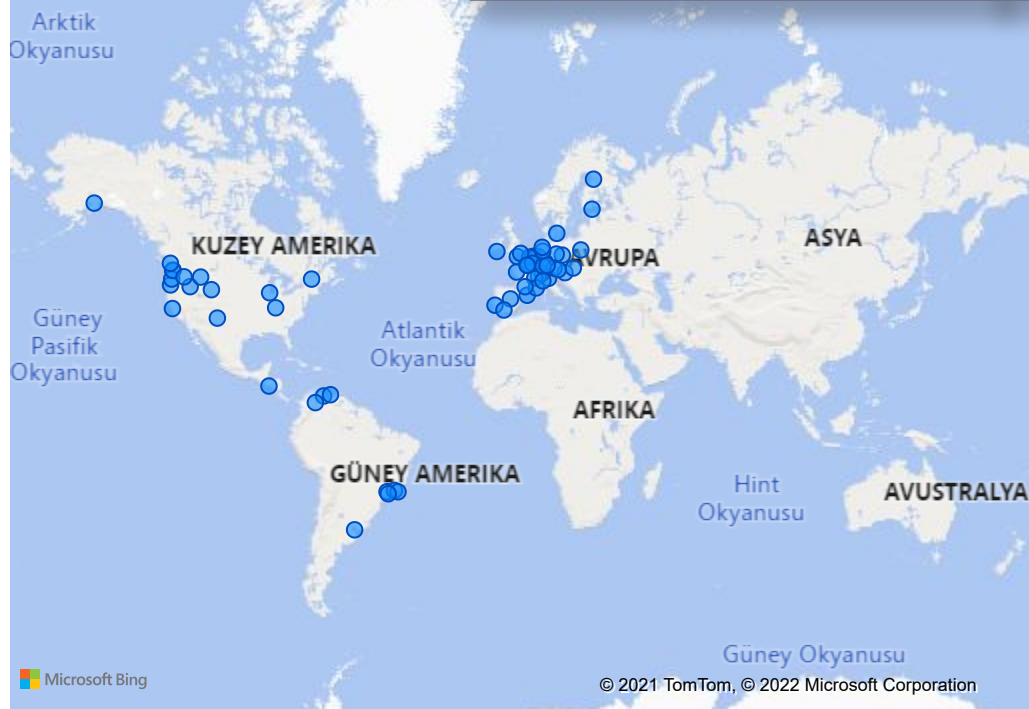 Arktik
Okyanusu
KUZEY AMERIKA
ASYA
AVRUPA
Güney
Pasifik
Okyanusu
Atlantik
Okyanusu
AFRIKA
GÜNEY AMERIKA
Hint
Okyanusu
AVUSTRALYA
Güney Okyanusu
Microsoft Bing
© 2021 TomTom, © 2022 Microsoft Corporation